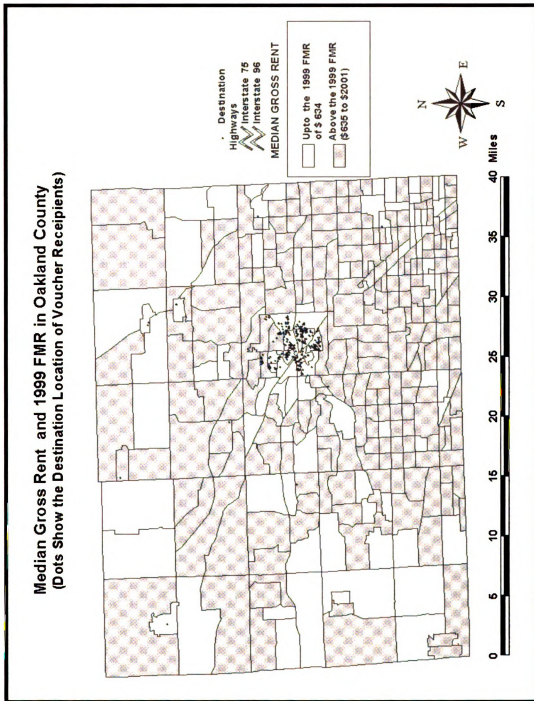 Median Gross Rent and 1999 FMR in Oakland County
(Dots Show the Destination Location of Voucher Receipients)
Destination
Highways
Interstate 75
Interstate 96
MEDIAN GROSS RENT
Upto the 1999 FMR
of $ 634
Above the 1999 FMR
($635 to $2001)
N
W
E
S
0 5 10 15 20 25 30 35 40 Miles